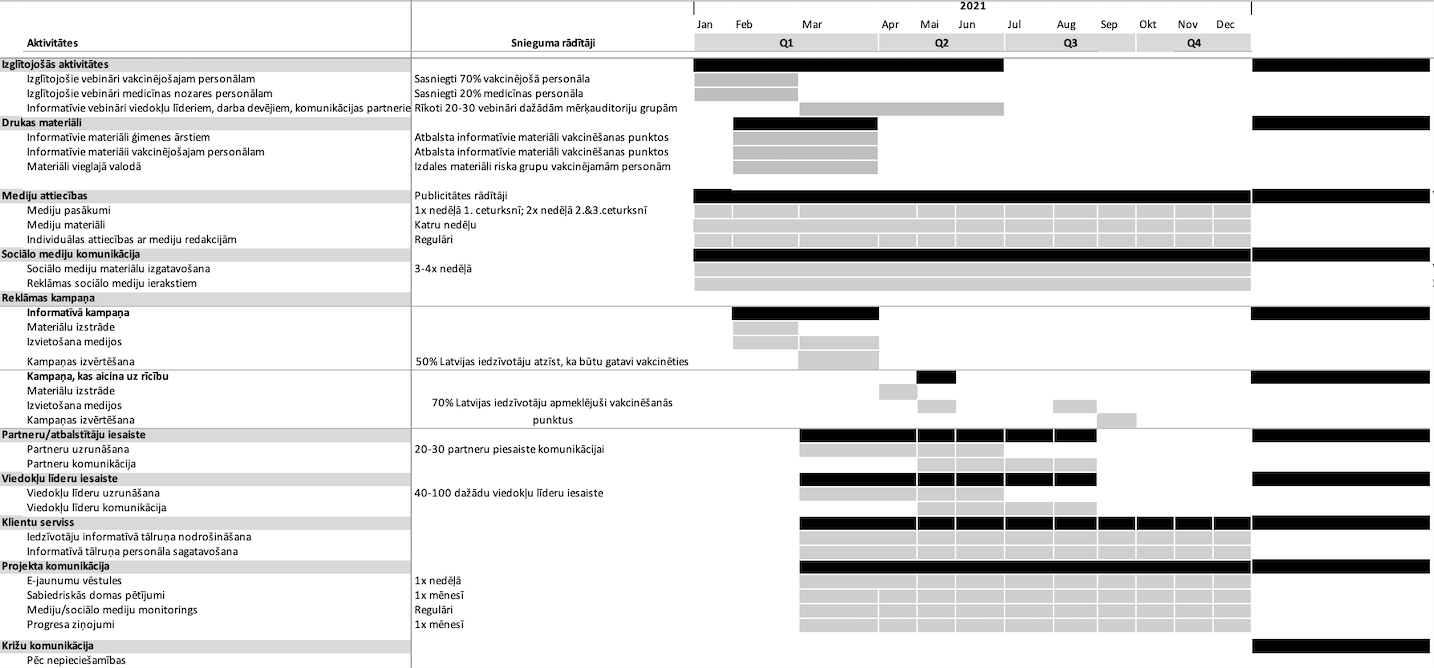 2021
Jan Feb Mar Apr Mai Jun Jul Aug Sep Okt Nov Dec
Aktivitātes Snieguma rādītāji Q1 Q2 Q3 Q4
Izglītojošās aktivitātes
Izglītojošie vebināri vakcinējošajam personālam Sasniegti 70% vakcinējošā personāla
Izglītojošie vebināri medicīnas nozares personālam Sasniegti 20% medicīnas personāla
Informatīvie vebināri viedokļu līderiem, darba devējiem, komunikācijas partnerie Rīkoti 20-30 vebināri dažādām mērķauditoriju grupām
Drukas materiāli
Informatīvie materiāli ģimenes ārstiem Atbalsta informatīvie materiāli vakcinēšanas punktos
Informatīvie materiāli vakcinējošajam personālam Atbalsta informatīvie materiāli vakcinēšanas punktos
Materiāli vieglajā valodā Izdales materiāli riska grupu vakcinējamām personām
Mediju attiecības Publicitātes rādītāji
Mediju pasākumi 1x nedēļā 1. ceturksnī; 2x nedēļā 2.&3.ceturksnī
Mediju materiāli Katru nedēļu
Individuālas attiecības ar mediju redakcijām Regulāri
Sociālo mediju komunikācija
Sociālo mediju materiālu izgatavošana 3-4x nedēļā
Reklāmas sociālo mediju ierakstiem
Reklāmas kampaņa
Informatīvā kampaņa
Materiālu izstrāde
Izvietošana medijos
Kampaņas izvērtēšana 50% Latvijas iedzīvotāju atzīst, ka būtu gatavi vakcinēties
Kampaņa, kas aicina uz rīcību
Materiālu izstrāde
Izvietošana medijos 70% Latvijas iedzīvotāju apmeklējuši vakcinēšanās
Kampaņas izvērtēšana punktus
Partneru/atbalstītāju iesaiste
Partneru uzrunāšana 20-30 partneru piesaiste komunikācijai
Partneru komunikācija
Viedokļu līderu iesaiste
Viedokļu līderu uzrunāšana 40-100 dažādu viedokļu līderu iesaiste
Viedokļu līderu komunikācija
Klientu serviss
Iedzīvotāju informatīvā tālruņa nodrošināšana
Informatīvā tālruņa personāla sagatavošana
Projekta komunikācija
E-jaunumu vēstules 1x nedēļā
Sabiedriskās domas pētījumi 1x mēnesī
Mediju/sociālo mediju monitorings Regulāri
Progresa ziņojumi 1x mēnesī
Križu komunikācija
Pēc nepieciešamības